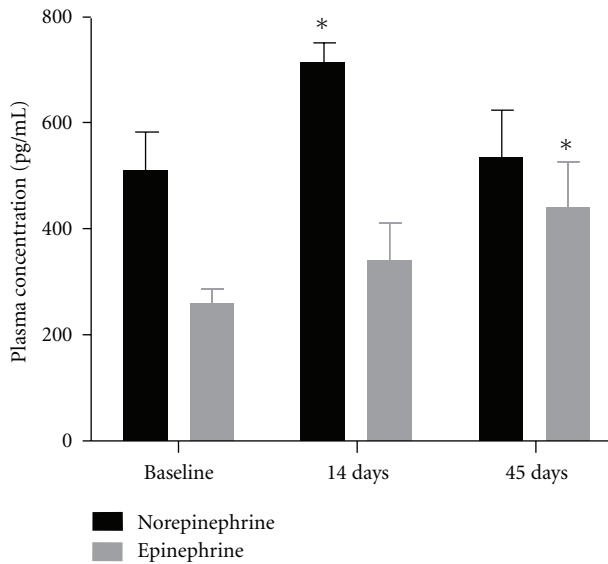 800
600
400
200
0
Plasma concentration (pg/mL)
*
*
Baseline 14 days 45 days
Norepinephrine
Epinephrine